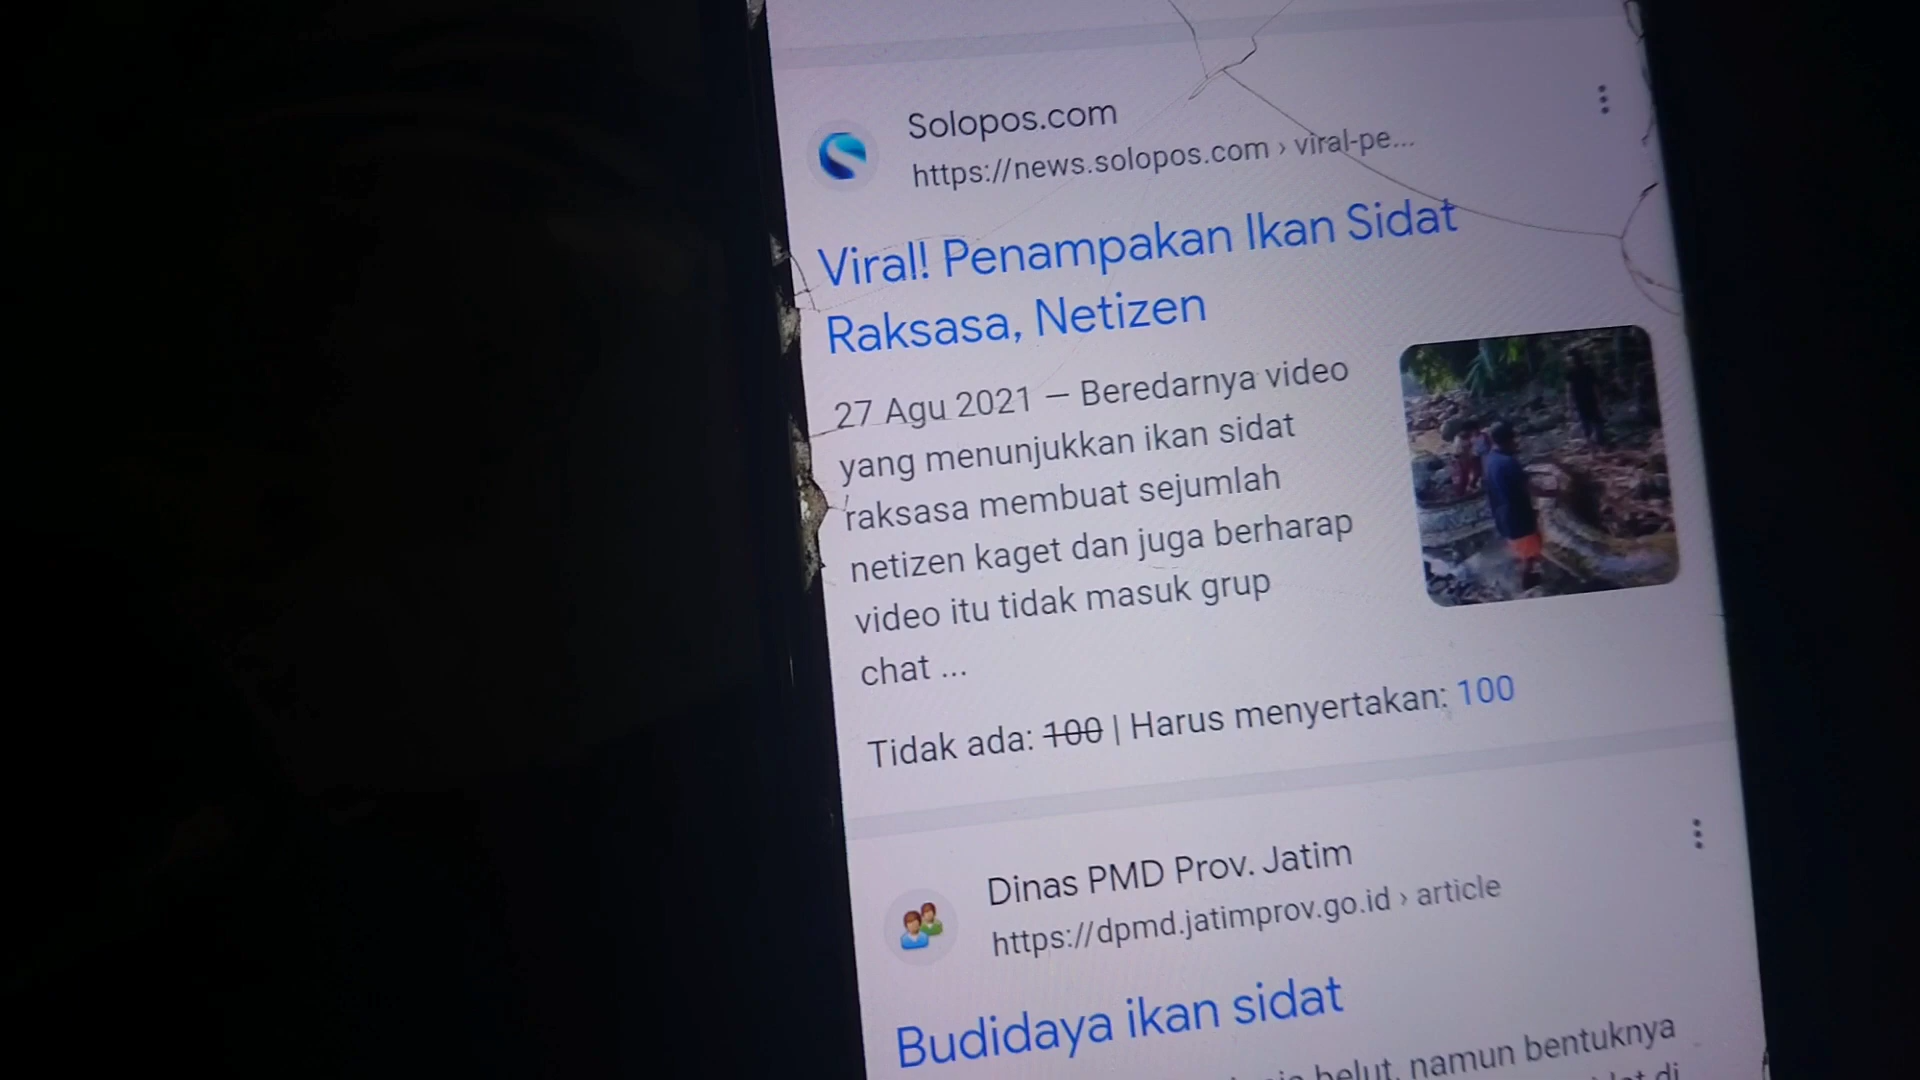 Solopos.com
https://news.solopos.com › viral-pe...
Viral! Penampakan Ikan Sidat
Raksasa, Netizen
27 Agu 2021 — Beredarnya video
yang menunjukkan ikan sidat
raksasa membuat sejumlah
netizen kaget dan juga berharap
video itu tidak masuk grup
chat ...
Tidak ada: 100 | Harus menyertakan: 100
Dinas PMD Prov. Jatim
https://dpmd.jatimprov.go.id › article
Budidaya ikan sidat
belut, namun bentuknya
di